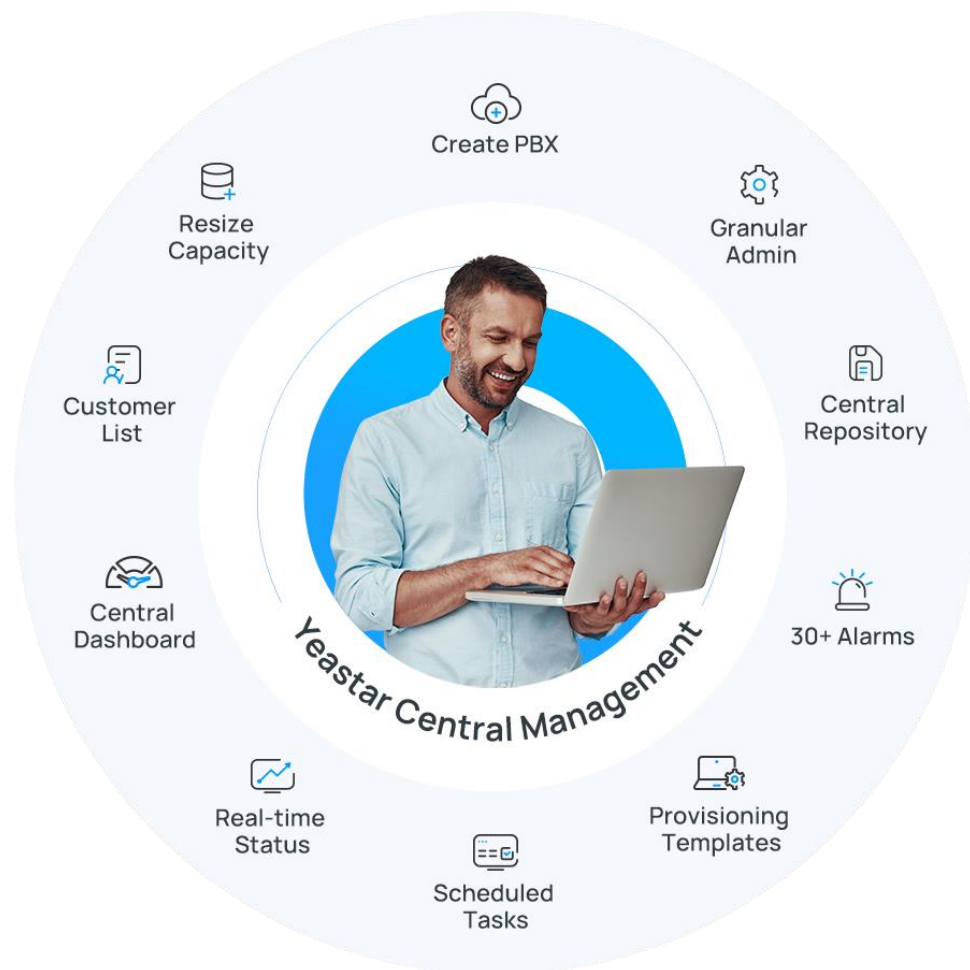 Create PBX
Granular
Admin
Central
Repository
30+ Alarms
Provisioning
Templates
Scheduled
Tasks
Real-time
Status
Central
Dashboard
Customer
List
Resize
Capacity
Yeastar Central Management